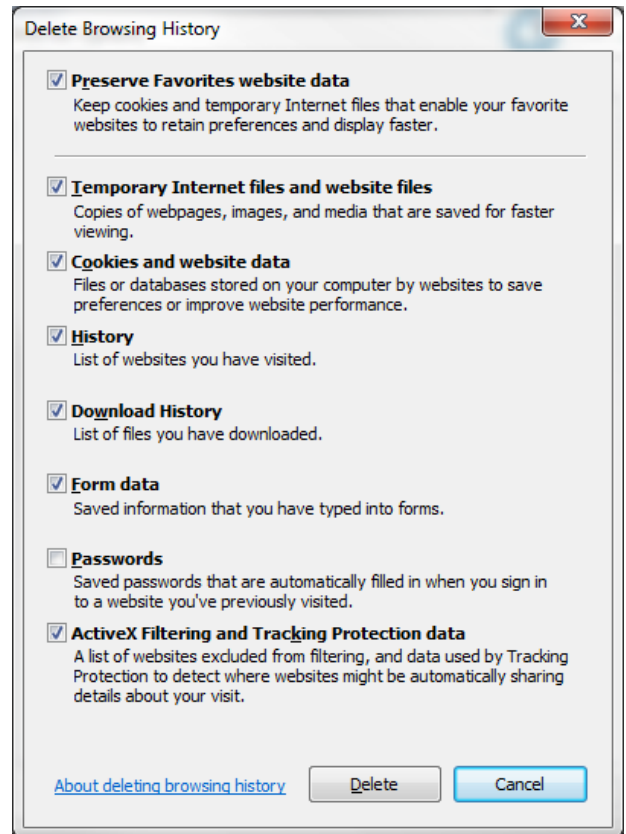 Delete Browsing History
Preserve Favorites website data
Keep cookies and temporary Internet files that enable your favorite
websites to retain preferences and display faster.
Temporary Internet files and website files
Copies of webpages, images, and media that are saved for faster
viewing.
Cookies and website data
Files or databases stored on your computer by websites to save
preferences or improve website performance.
History
List of websites you have visited.
Download History
List of files you have downloaded.
Form data
Saved information that you have typed into forms.
Passwords
Saved passwords that are automatically filled in when you sign in
to a website you've previously visited.
ActiveX Filtering and Tracking Protection data
A list of websites excluded from filtering, and data used by Tracking
Protection to detect where websites might be automatically sharing
details about your visit.
About deleting browsing history Delete Cancel